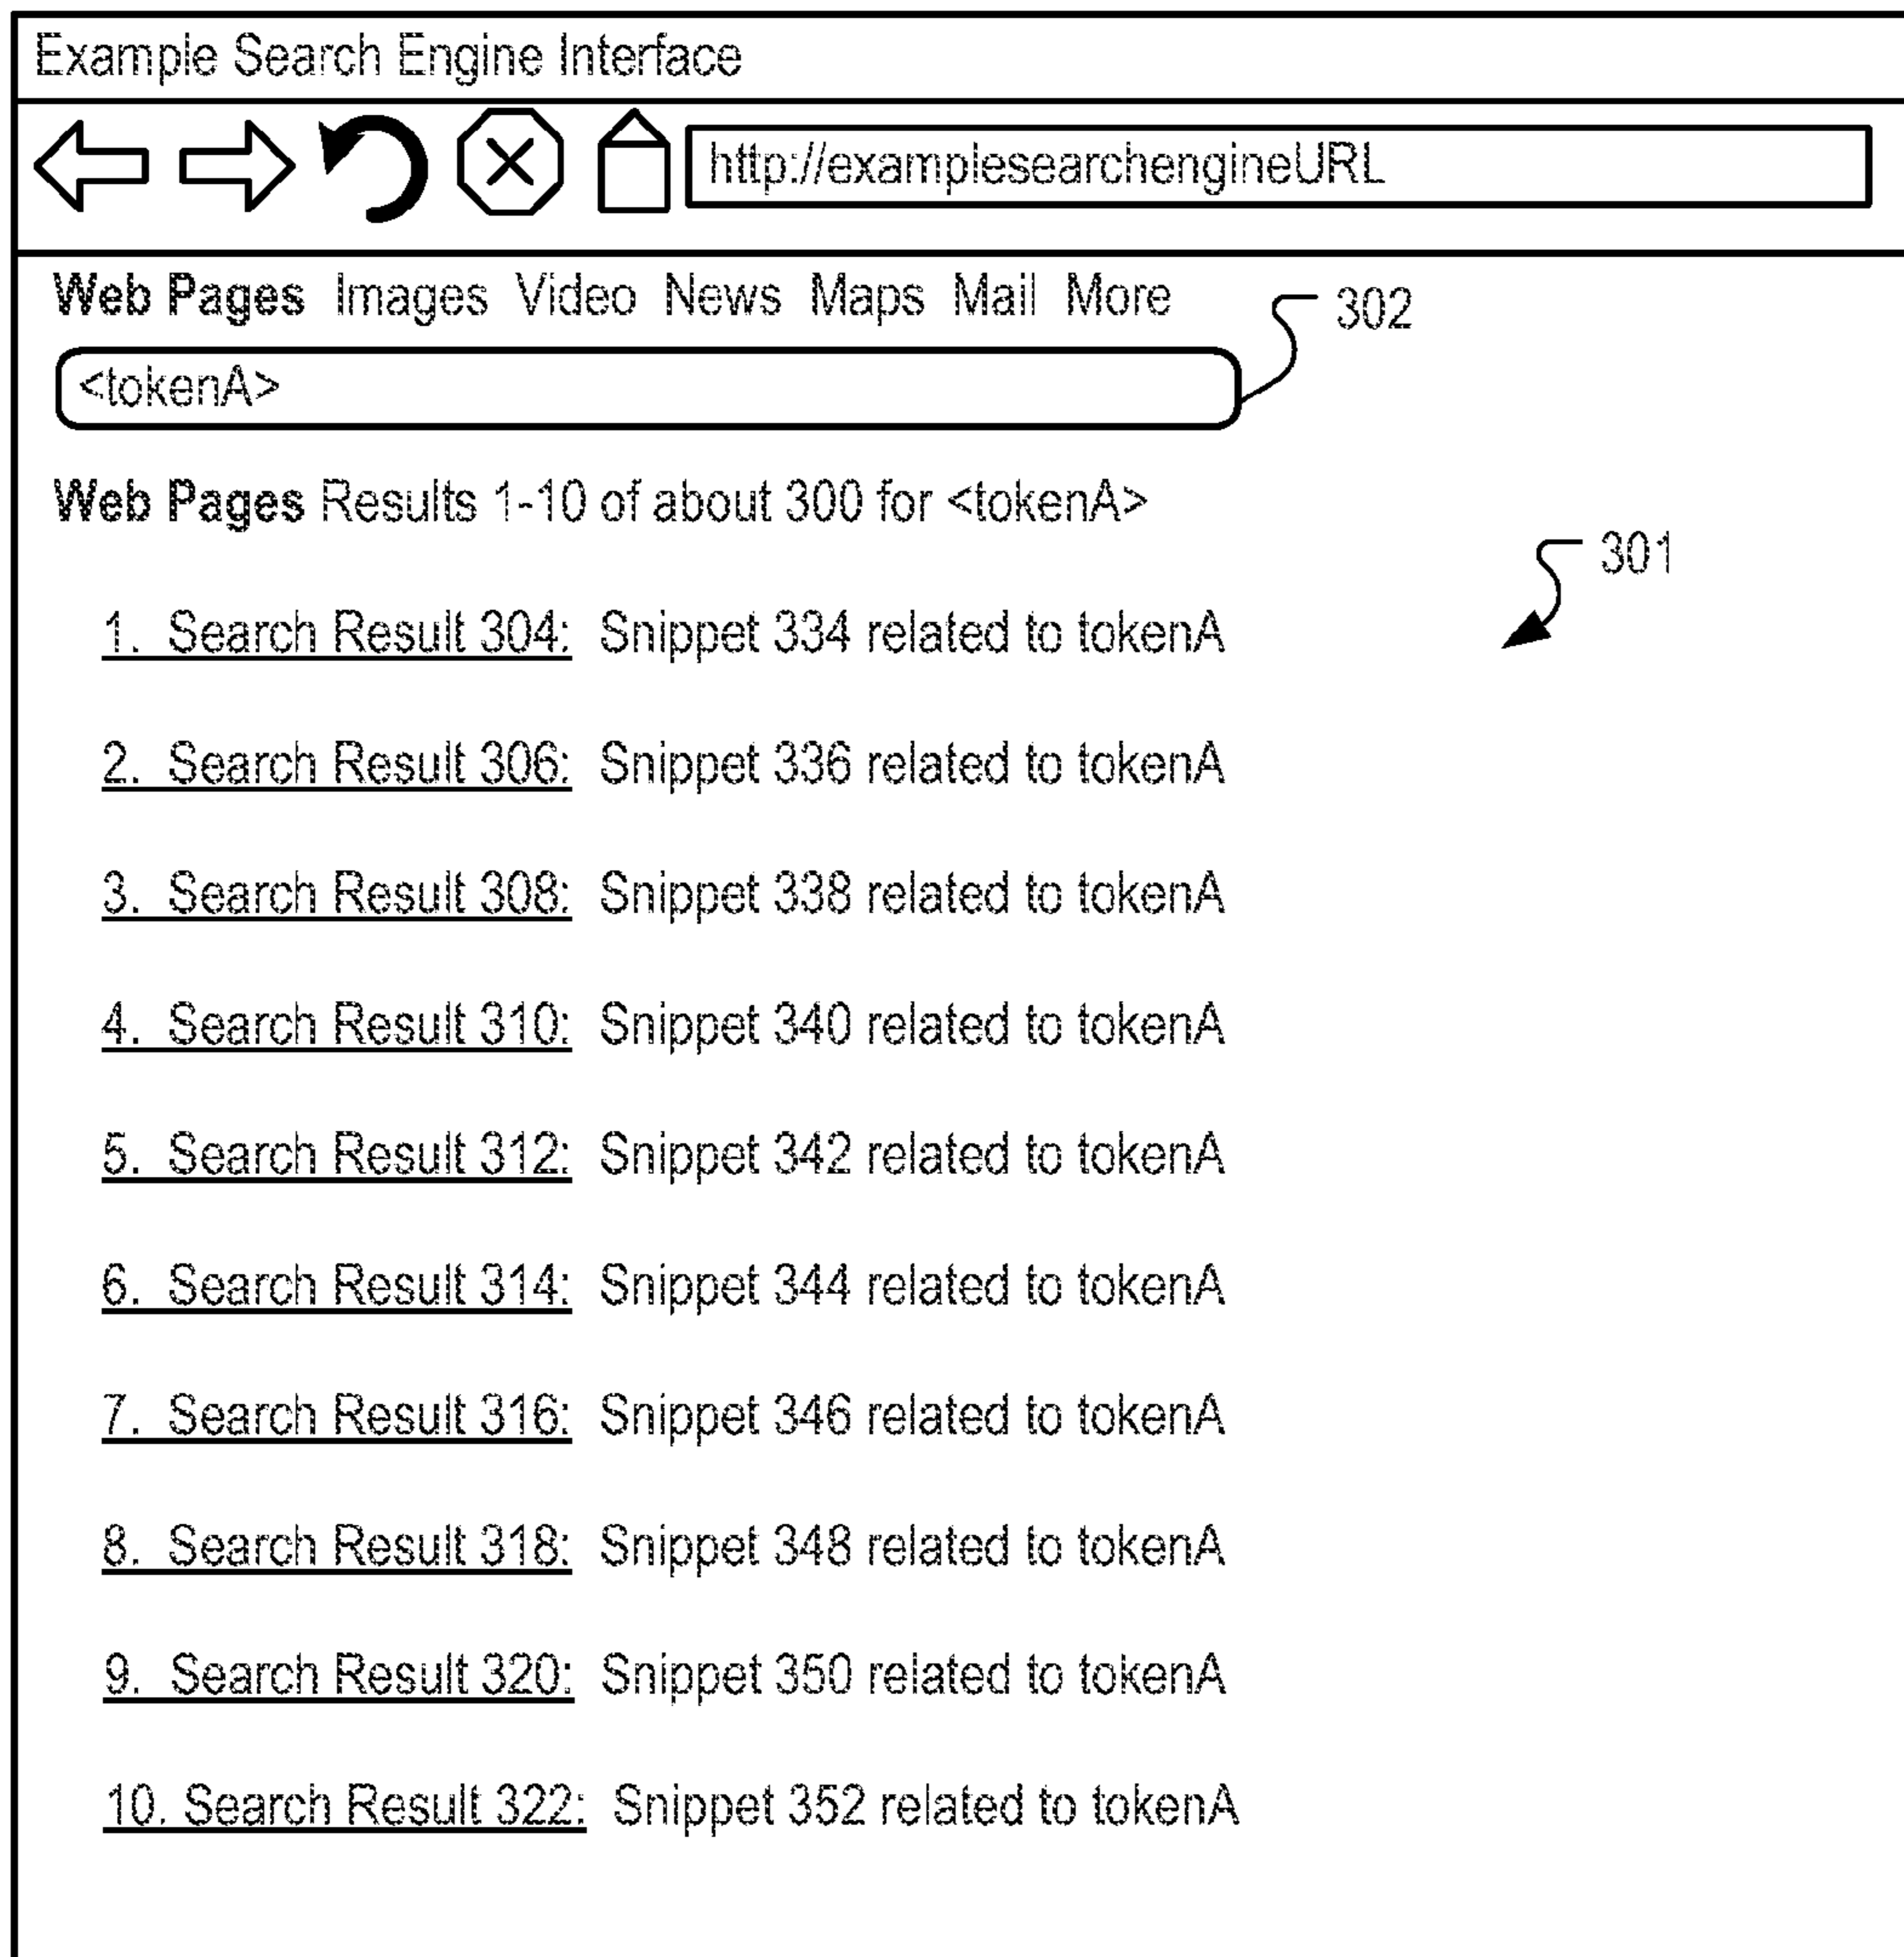 Example Search Engine Interface
http://examplesearchengineURL
Web Pages Images Video News Maps Mail More
302
<tokenA>
Web Pages Results 1-10 of about 300 for <tokenA>
301
1. Search Result 304: Snippet 334 related to tokenA
2. Search Result 306: Snippet 336 related to tokenA
3. Search Result 308: Snippet 338 related to tokenA
4. Search Result 310: Snippet 340 related to tokenA
5. Search Result 312: Snippet 342 related to tokenA
6. Search Result 314: Snippet 344 related to tokenA
7. Search Result 316: Snippet 346 related to tokenA
8. Search Result 318: Snippet 348 related to tokenA
9. Search Result 320: Snippet 350 related to tokenA
10. Search Result 322: Snippet 352 related to tokenA